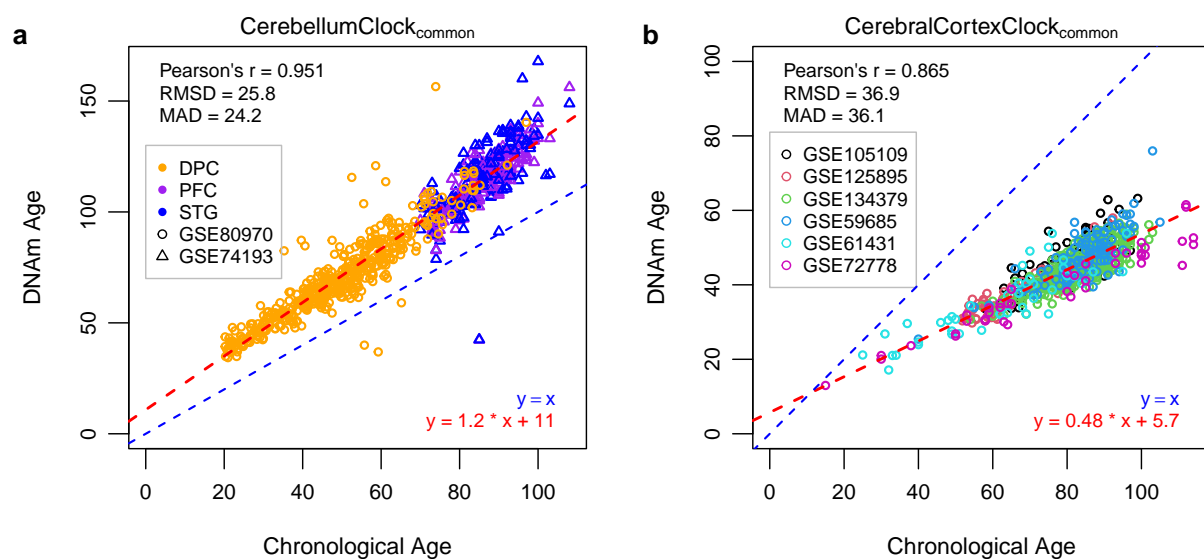 a
CerebellumClockcommon
Pearson's r = 0.951
RMSD = 25.8
MAD = 24.2
DPC
PFC
STG
GSE80970
GSE74193
y = x
y = 1.2 * x + 11
0
50
100
150
DNAm Age
0 20 40 60 80 100
Chronological Age
b
CerebralCortexClockcommon
Pearson's r = 0.865
RMSD = 36.9
MAD = 36.1
GSE105109
GSE125895
GSE134379
GSE59685
GSE61431
GSE72778
y = x
y = 0.48 * x + 5.7
0
20
40
60
80
100
DNAm Age
0 20 40 60 80 100
Chronological Age